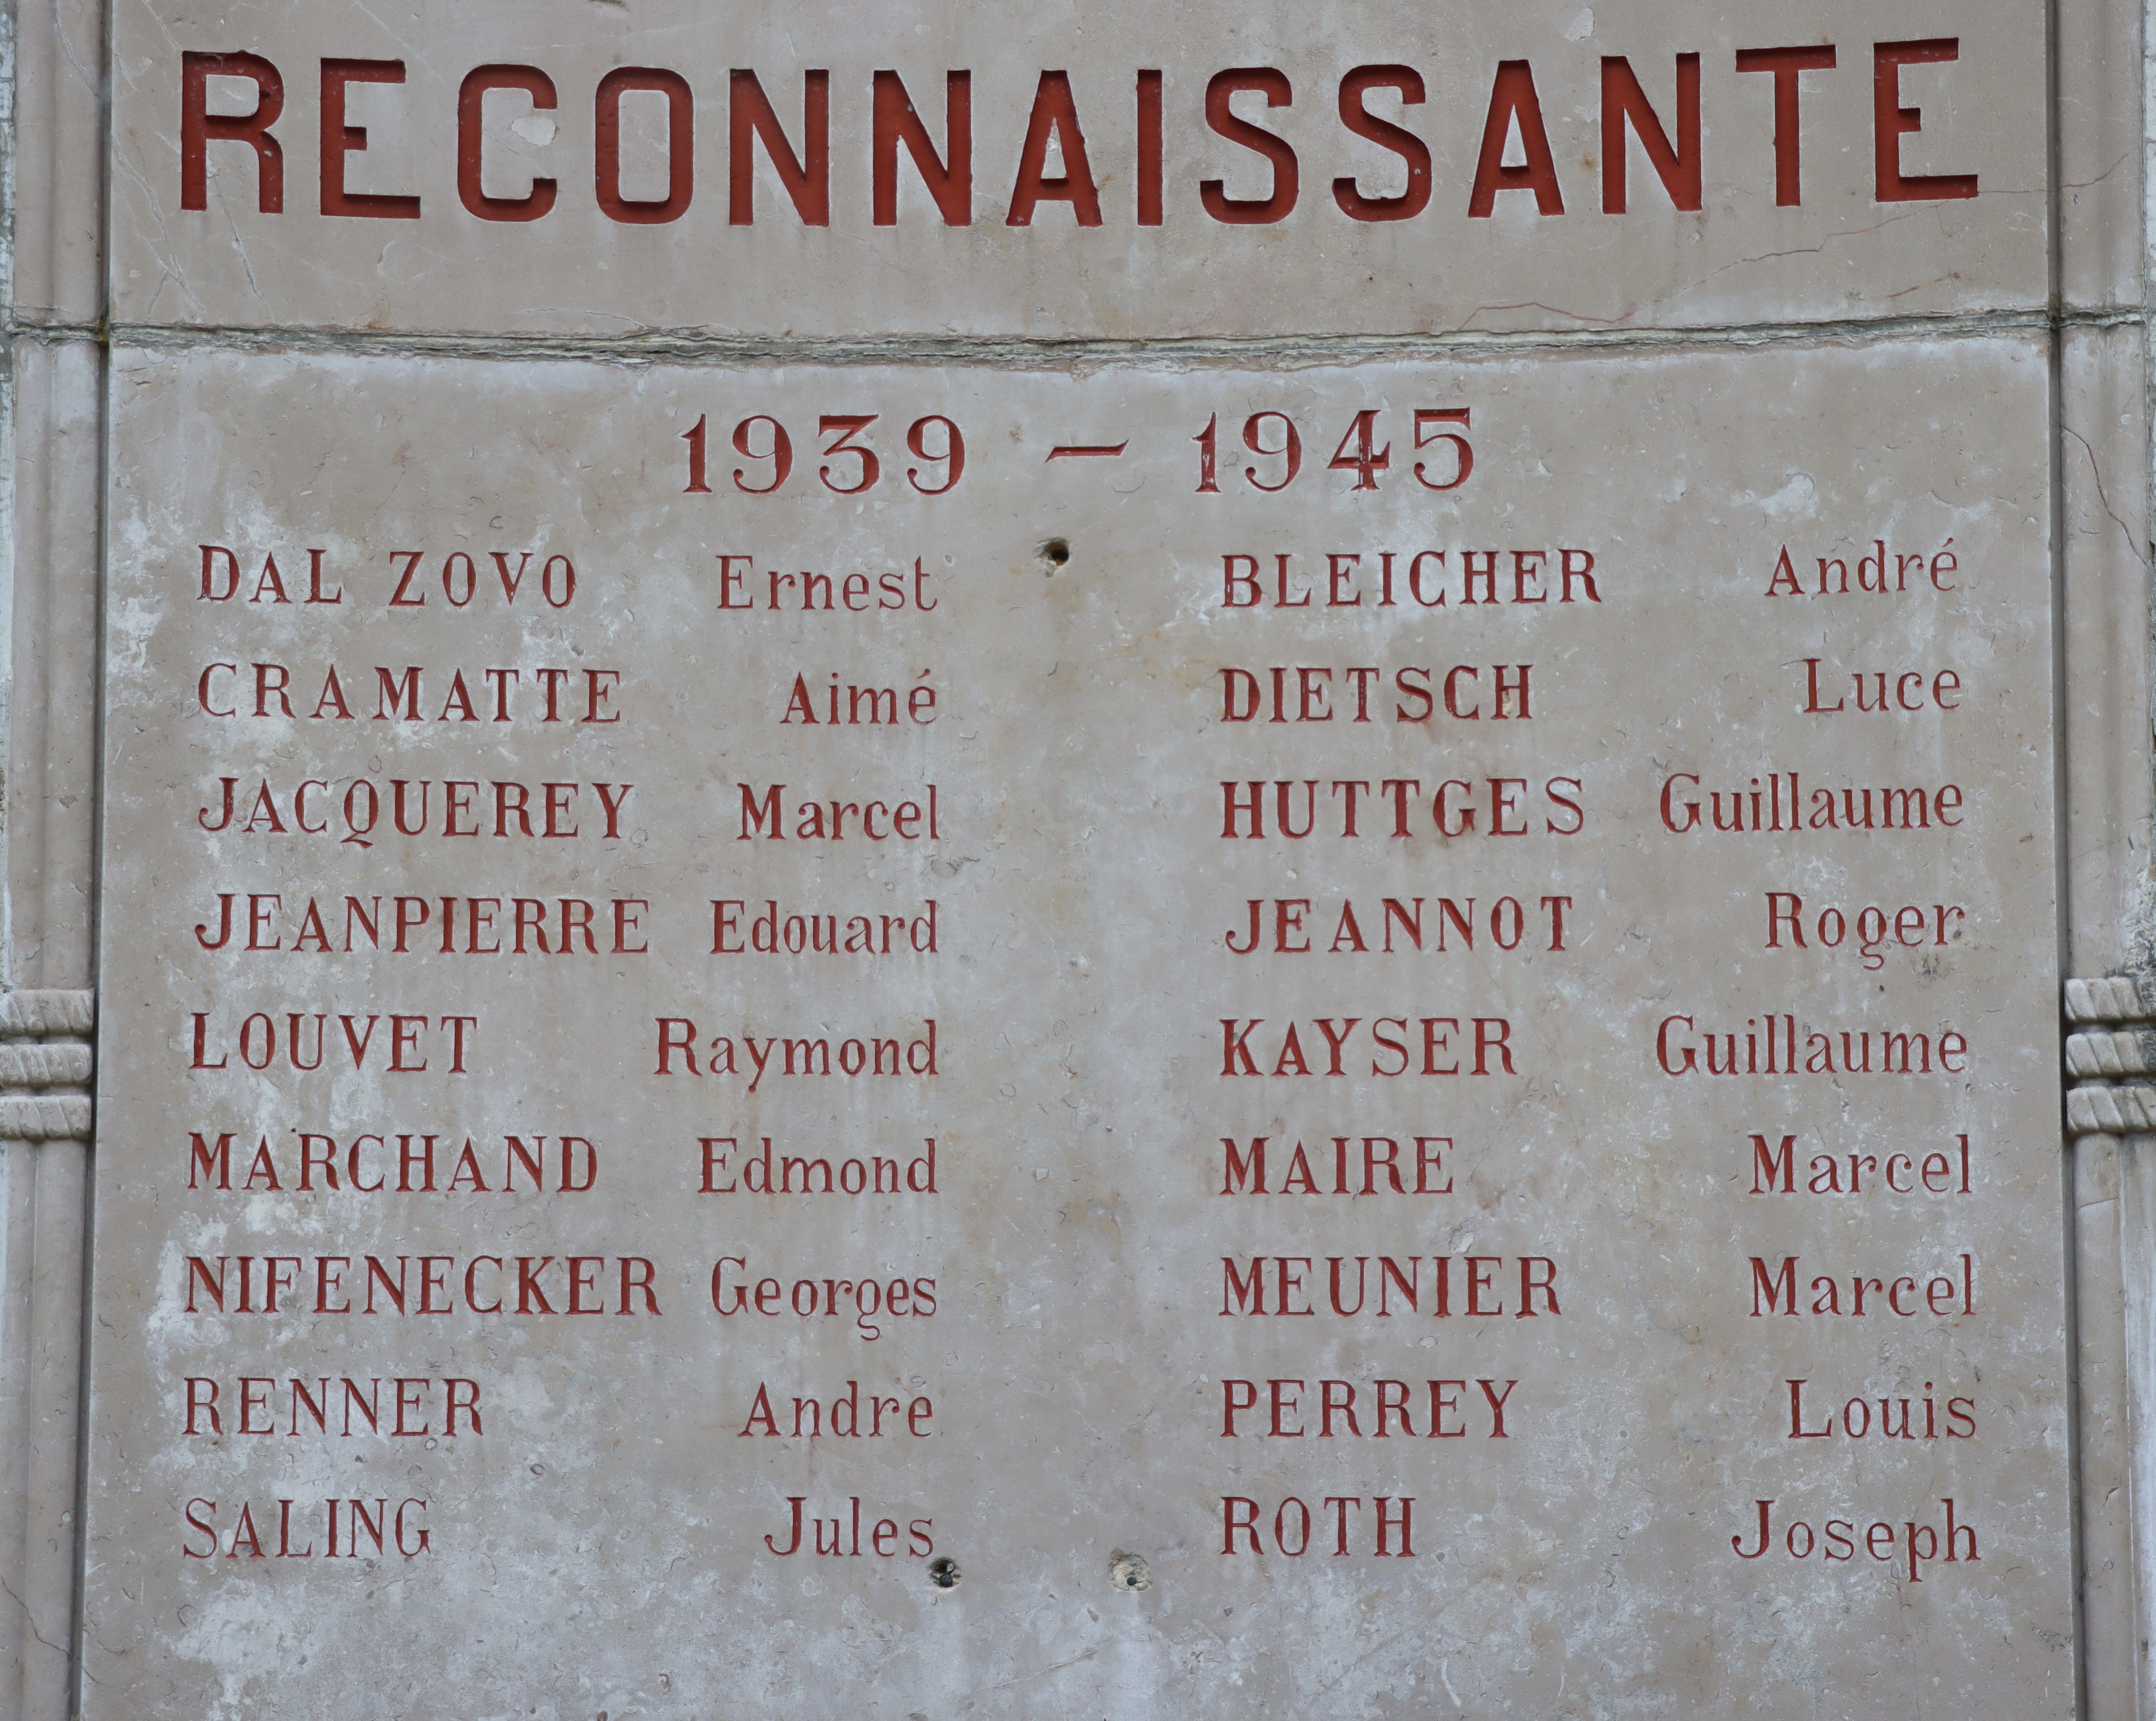 RECONNAISSANTE
1939 – 1945
DAL ZOVO Ernest
CRAMATTE Aimé
JACQUEREY Marcel
JEANPIERRE Edouard
LOUVET Raymond
MARCHAND Edmond
NIFENECKER Georges
RENNER André
SALING Jules
BLEICHER André
DIETSCH Luce
HUTTGES Guillaume
JEANNOT Roger
KAYSER Guillaume
MAIRE Marcel
MEUNIER Marcel
PERREY Louis
ROTH Joseph